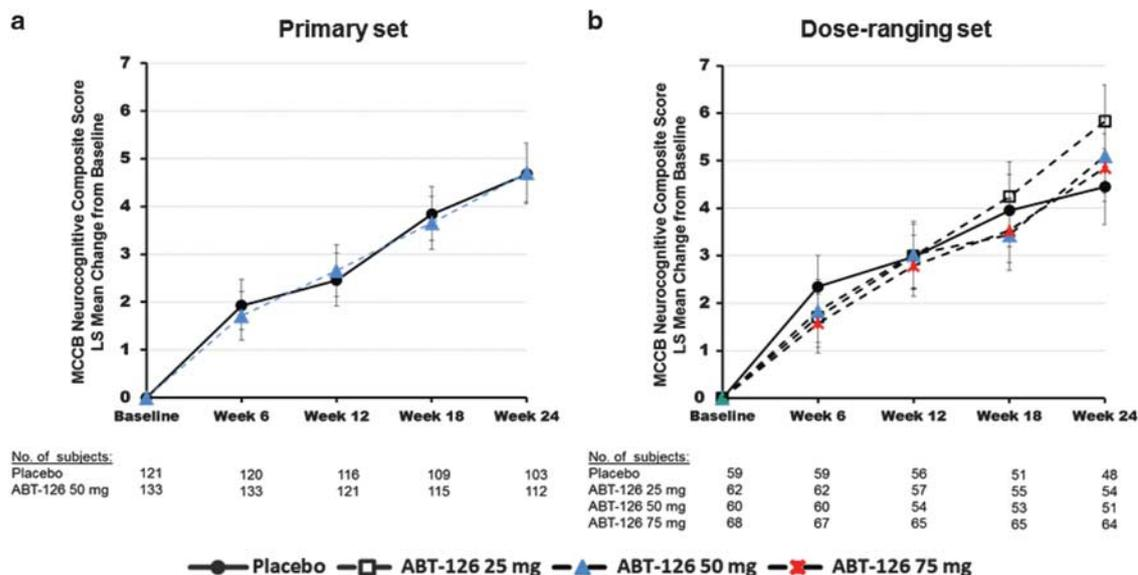 a
Primary set
MCCB Neurocognitive Composite Score
LS Mean Change from Baseline
7
6
5
4
3
2
1
0
Baseline Week 6 Week 12 Week 18 Week 24
No. of subjects:
Placebo 121 120 116 109 103
ABT-126 50 mg 133 133 121 115 112
b
Dose-ranging set
MCCB Neurocognitive Composite Score
LS Mean Change from Baseline
7
6
5
4
3
2
1
0
Baseline Week 6 Week 12 Week 18 Week 24
No. of subjects:
Placebo 59 59 56 51 48
ABT-126 25 mg 62 62 57 55 54
ABT-126 50 mg 60 60 54 53 51
ABT-126 75 mg 68 67 65 65 64
Placebo ABT-126 25 mg ABT-126 50 mg ABT-126 75 mg